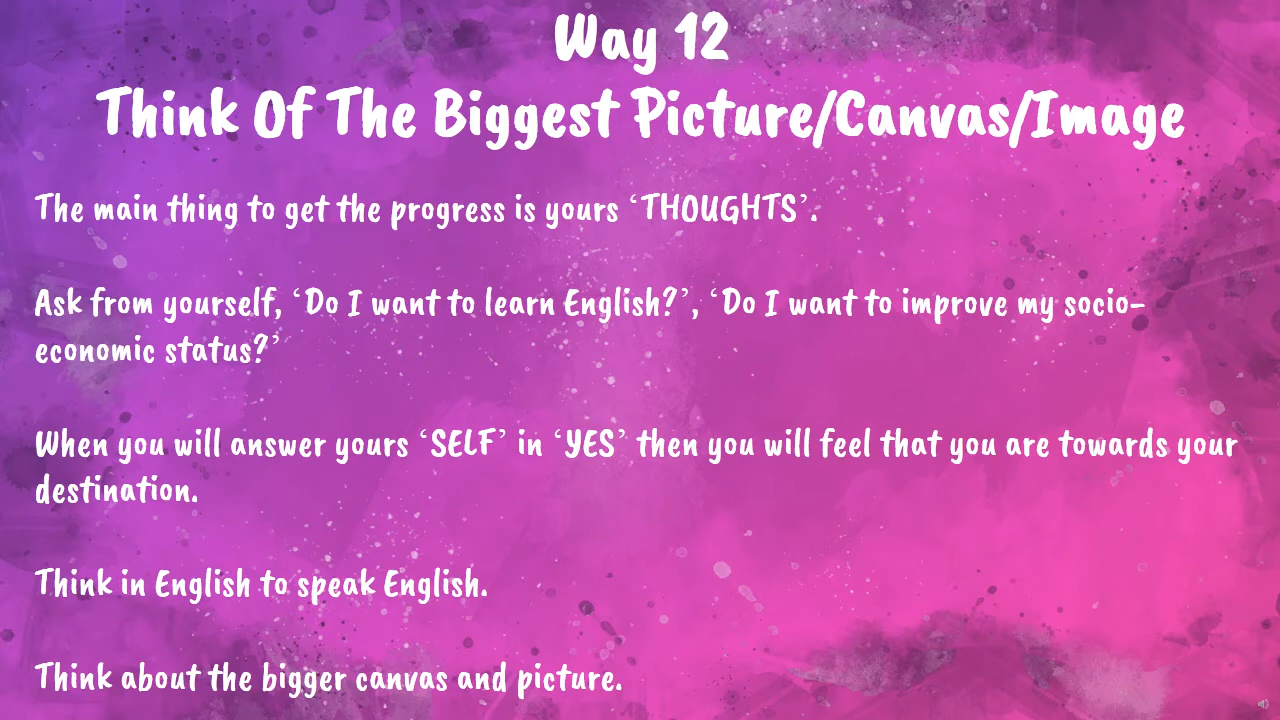 Way 12
Think Of The Biggest Picture/Canvas/Image
The main thing to get the progress is yours ‘THOUGHTS’.
Ask from yourself, ‘Do I want to learn English?’, ‘Do I want to improve my socio-
economic status?’
When you will answer yours ‘SELF’ in ‘YES’ then you will feel that you are towards your
destination.
Think in English to speak English.
Think about the bigger canvas and picture.